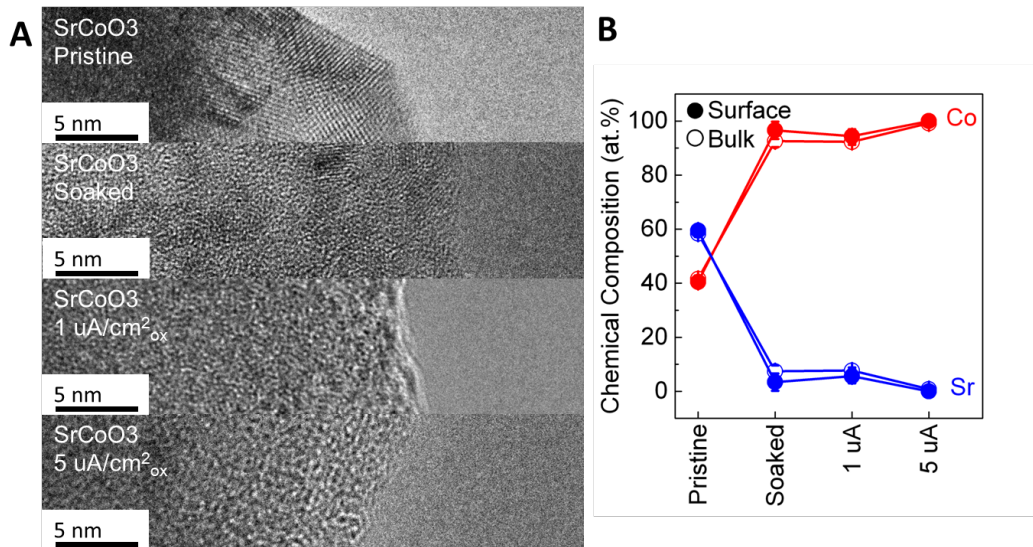 A
SrCoO3
Pristine
5 nm
SrCoO3
Soaked
5 nm
SrCoO3
1 uA/cm²ox
5 nm
SrCoO3
5 uA/cm²ox
5 nm
B
Chemical Composition (at.%)
100
80
60
40
20
0
Surface
Bulk
Co
Sr
Pristine
Soaked
1 uA
5 uA